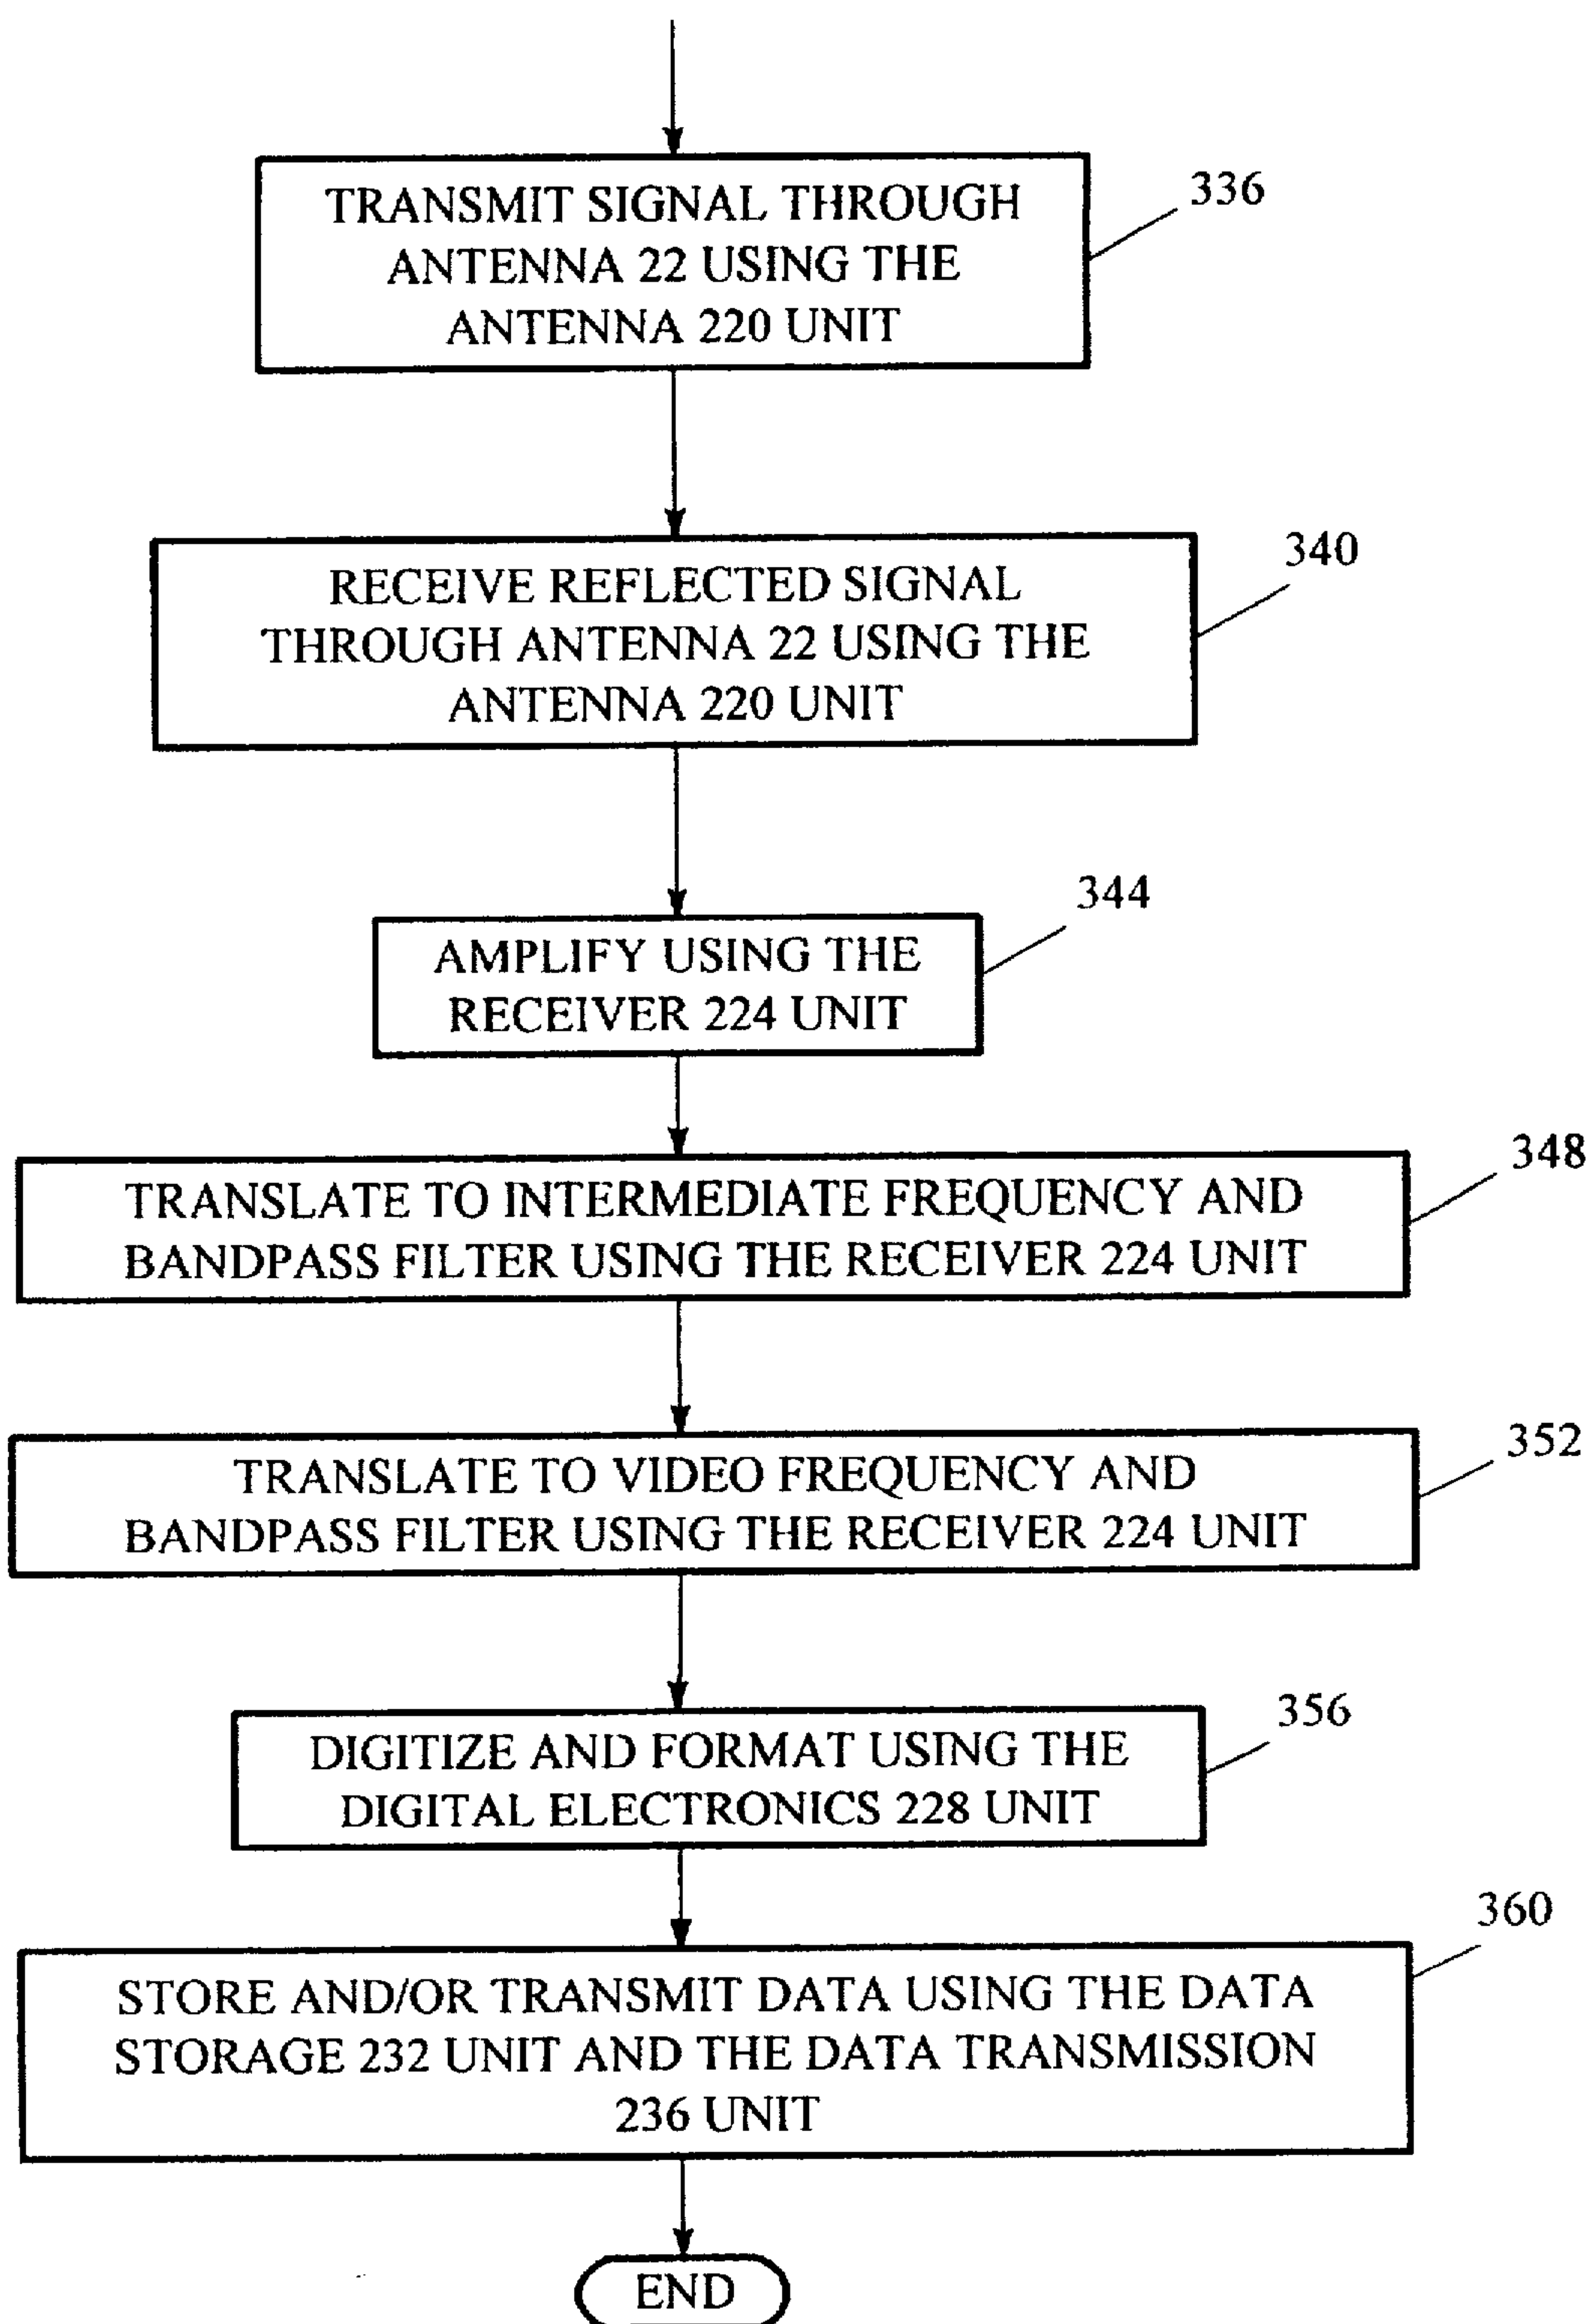 TRANSMIT SIGNAL THROUGH
ANTENNA 22 USING THE
ANTENNA 220 UNIT
336
RECEIVE REFLECTED SIGNAL
THROUGH ANTENNA 22 USING THE
ANTENNA 220 UNIT
340
AMPLIFY USING THE
RECEIVER 224 UNIT
344
TRANSLATE TO INTERMEDIATE FREQUENCY AND
BANDPASS FILTER USING THE RECEIVER 224 UNIT
348
TRANSLATE TO VIDEO FREQUENCY AND
BANDPASS FILTER USING THE RECEIVER 224 UNIT
352
DIGITIZE AND FORMAT USING THE
DIGITAL ELECTRONICS 228 UNIT
356
STORE AND/OR TRANSMIT DATA USING THE DATA
STORAGE 232 UNIT AND THE DATA TRANSMISSION
236 UNIT
360
END